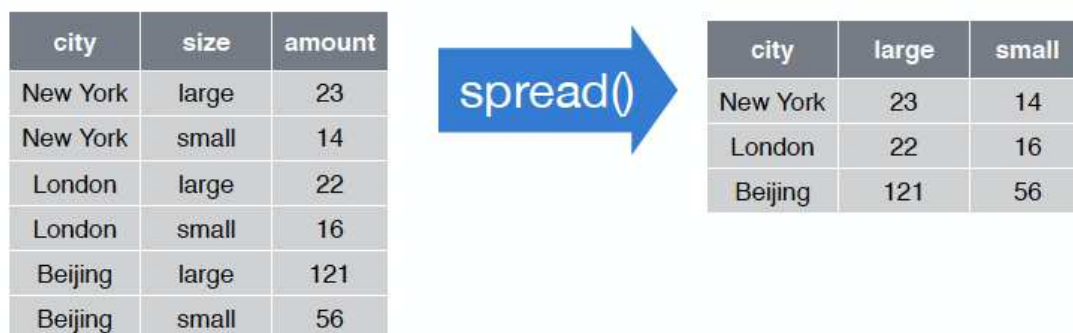 city size amount
New York large 23
New York small 14
London large 22
London small 16
Beijing large 121
Beijing small 56
spread()
city large small
New York 23 14
London 22 16
Beijing 121 56